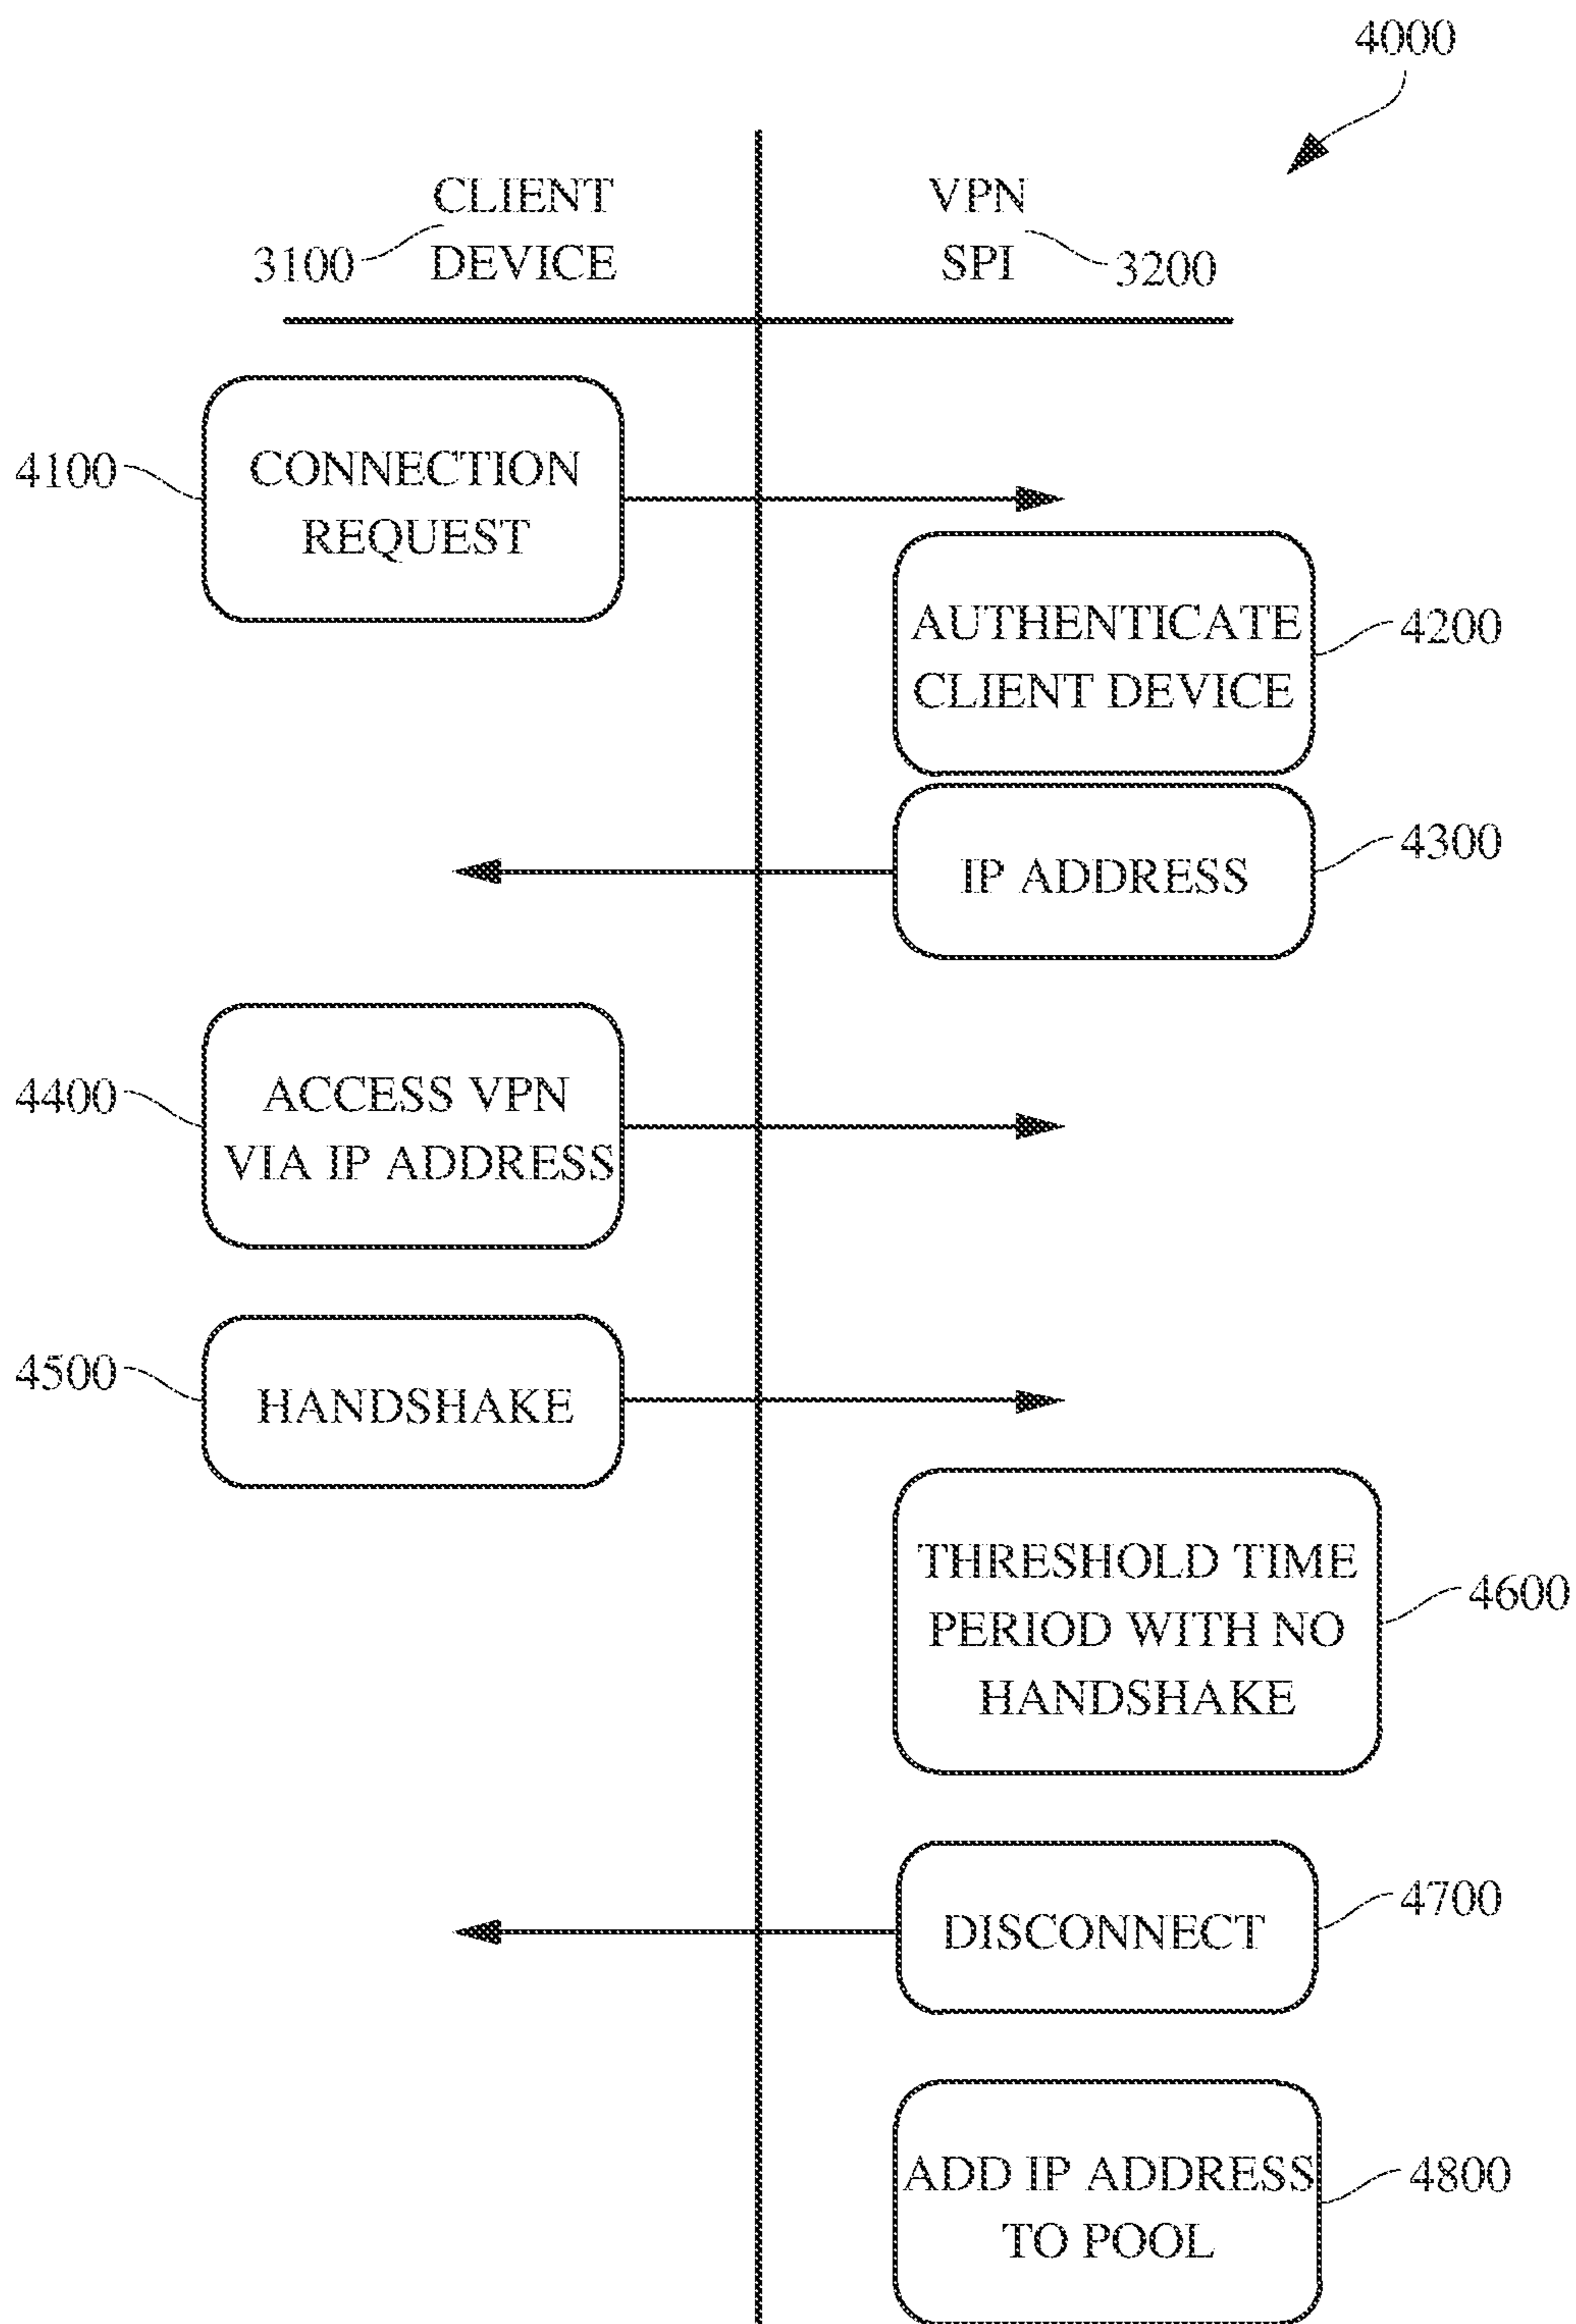 4000
CLIENT
DEVICE
3100
VPN
SPI
3200
4100
CONNECTION
REQUEST
AUTHENTICATE
CLIENT DEVICE
4200
IP ADDRESS
4300
4400
ACCESS VPN
VIA IP ADDRESS
4500
HANDSHAKE
THRESHOLD TIME
PERIOD WITH NO
HANDSHAKE
4600
DISCONNECT
4700
ADD IP ADDRESS
TO POOL
4800